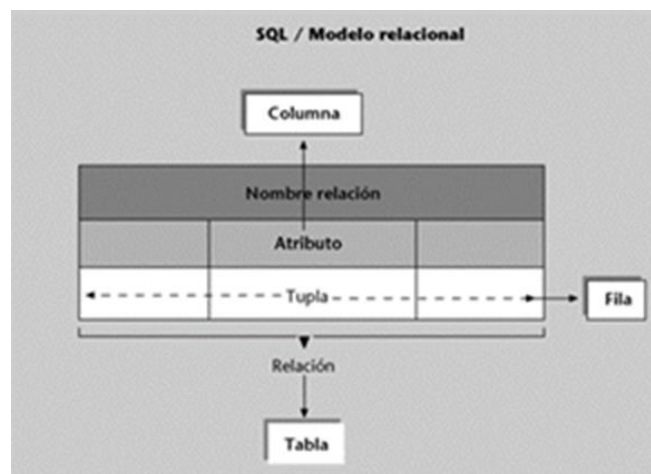 SQL / Modelo relacional
Columna
Nombre relación
Atributo
Tupla
Fila
Relación
Tabla